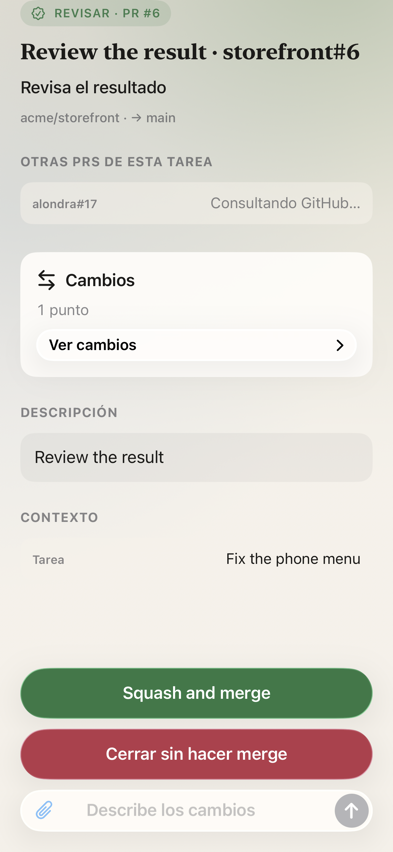 REVISAR · PR #6
Review the result · storefront#6
Revisa el resultado
acme/storefront · → main
OTRAS PRS DE ESTA TAREA
alondra#17 Consultando GitHub...
Cambios
1 punto
Ver cambios
DESCRIPCIÓN
Review the result
CONTEXTO
Tarea Fix the phone menu
Squash and merge
Cerrar sin hacer merge
Describe los cambios